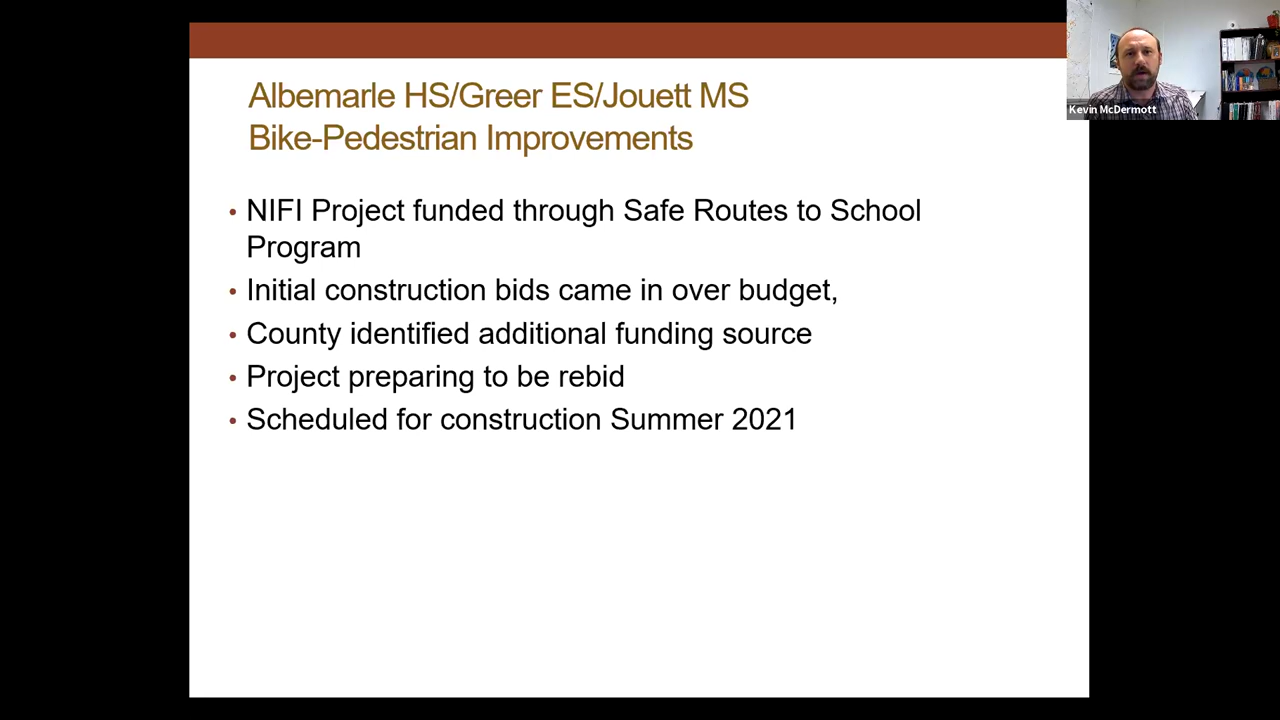 Albemarle HS/Greer ES/Jouett MS
Bike-Pedestrian Improvements
• NIFI Project funded through Safe Routes to School
Program
• Initial construction bids came in over budget,
• County identified additional funding source
• Project preparing to be rebid
• Scheduled for construction Summer 2021
Kevin McDermott